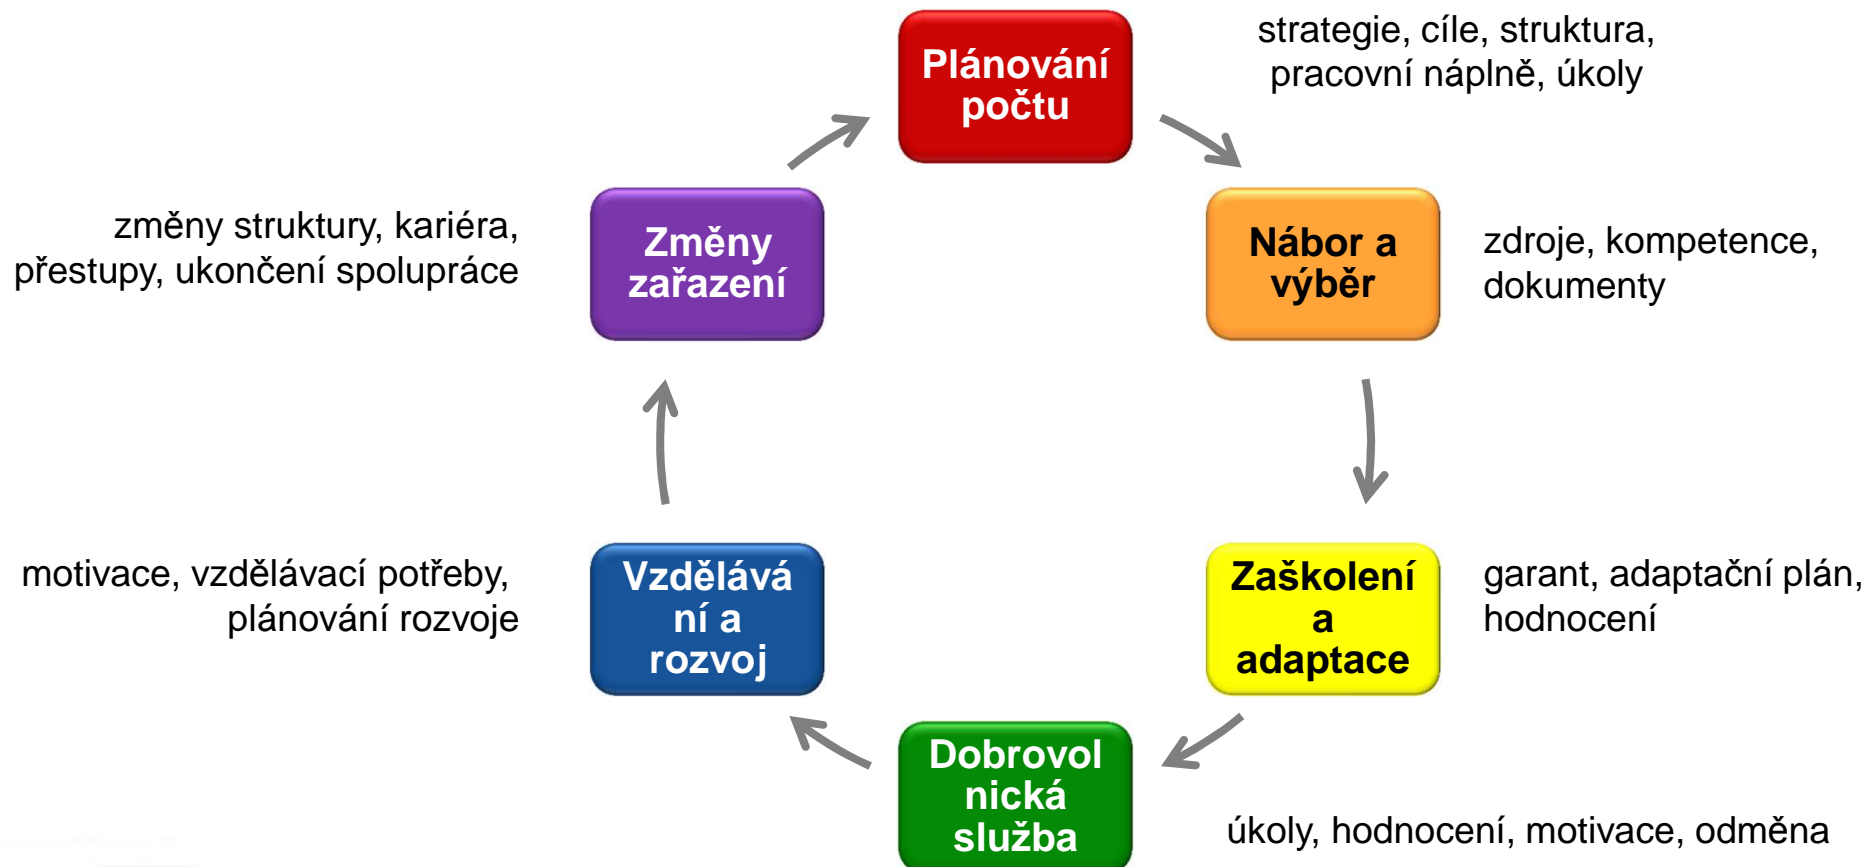 Plánování
počtu
strategie, cíle, struktura,
pracovní náplně, úkoly
Nábor a
výběr
zdroje, kompetence,
dokumenty
Zaškolení
a
adaptace
garant, adaptační plán,
hodnocení
Dobrovol
nická
služba
úkoly, hodnocení, motivace, odměna
Vzdělává
ní a
rozvoj
motivace, vzdělávací potřeby,
plánování rozvoje
Změny
zařazení
změny struktury, kariéra,
přestupy, ukončení spolupráce